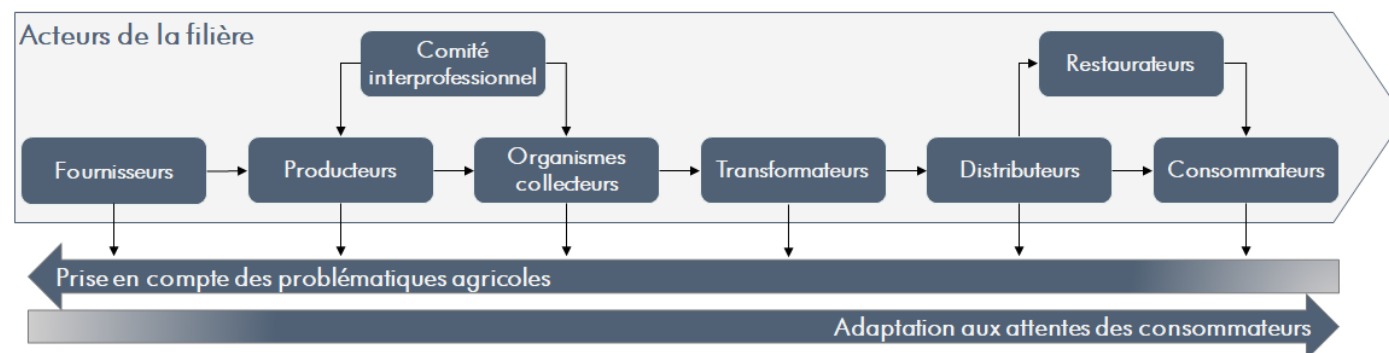 Acteurs de la filière
Comité
interprofessionnel
Restaurateurs
Fournisseurs
Producteurs
Organismes
collecteurs
Transformateurs
Distributeurs
Consommateurs
Prise en compte des problématiques agricoles
Adaptation aux attentes des consommateurs